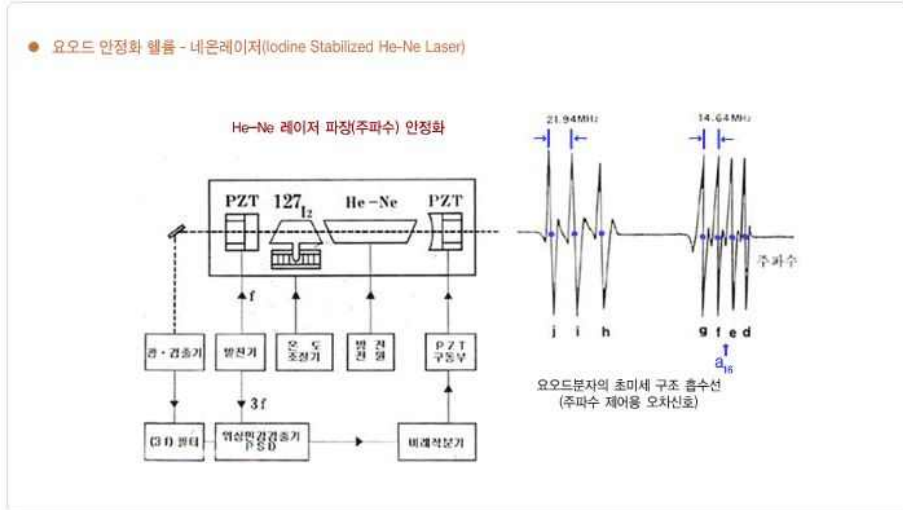 요오드 안정화 헬륨 - 네온레이저(Iodine Stabilized He-Ne Laser)
He-Ne 레이저 파장(주파수) 안정화
PZT 127 I2 He-Ne PZT
f
광·검출기
발진기
온도
조절기
방전
전원
PZT
구동부
3f
(3f) 필터
위상민감검출기
PSD
비례적분기
21.94MHz
14.64MHz
주파수
j i h g f e d
a16
요오드분자의 초미세 구조 흡수선
(주파수 제어용 오차신호)